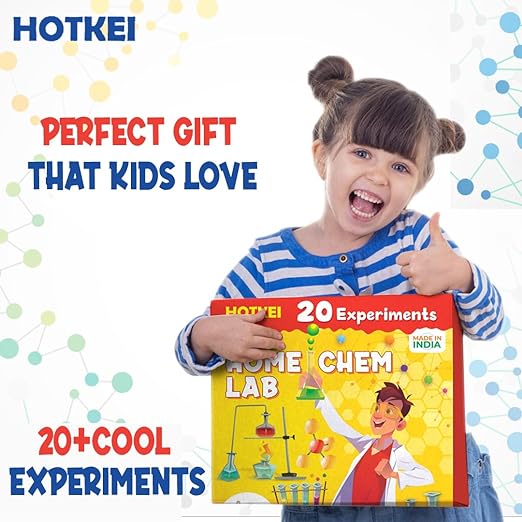 HOTKEI
PERFECT GIFT
THAT KIDS LOVE
HOTKEI 20 Experiments
MADE IN
INDIA
HOME CHEM
LAB
20+COOL
EXPERIMENTS